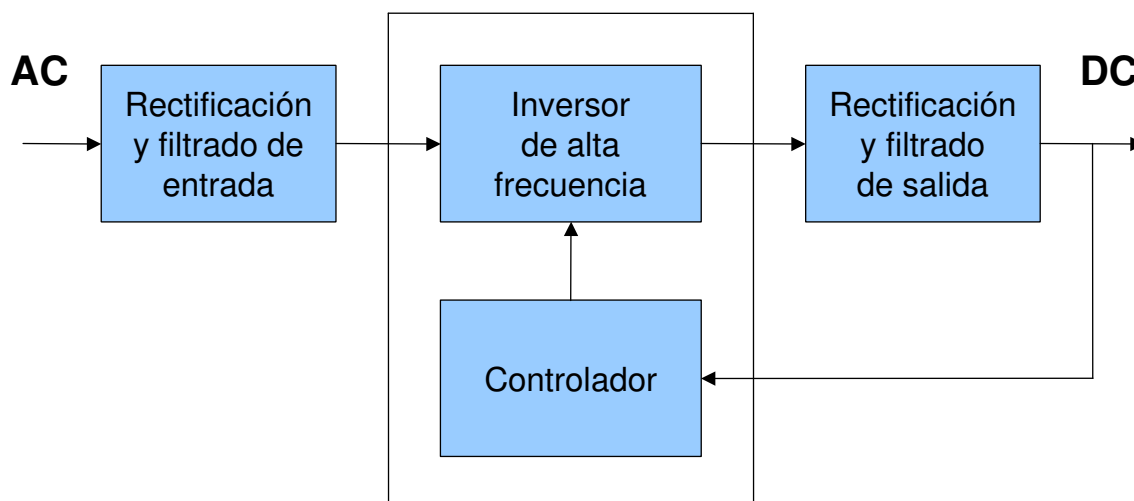 AC
Rectificación
y filtrado de
entrada
Inversor
de alta
frecuencia
Rectificación
y filtrado
de salida
DC
Controlador